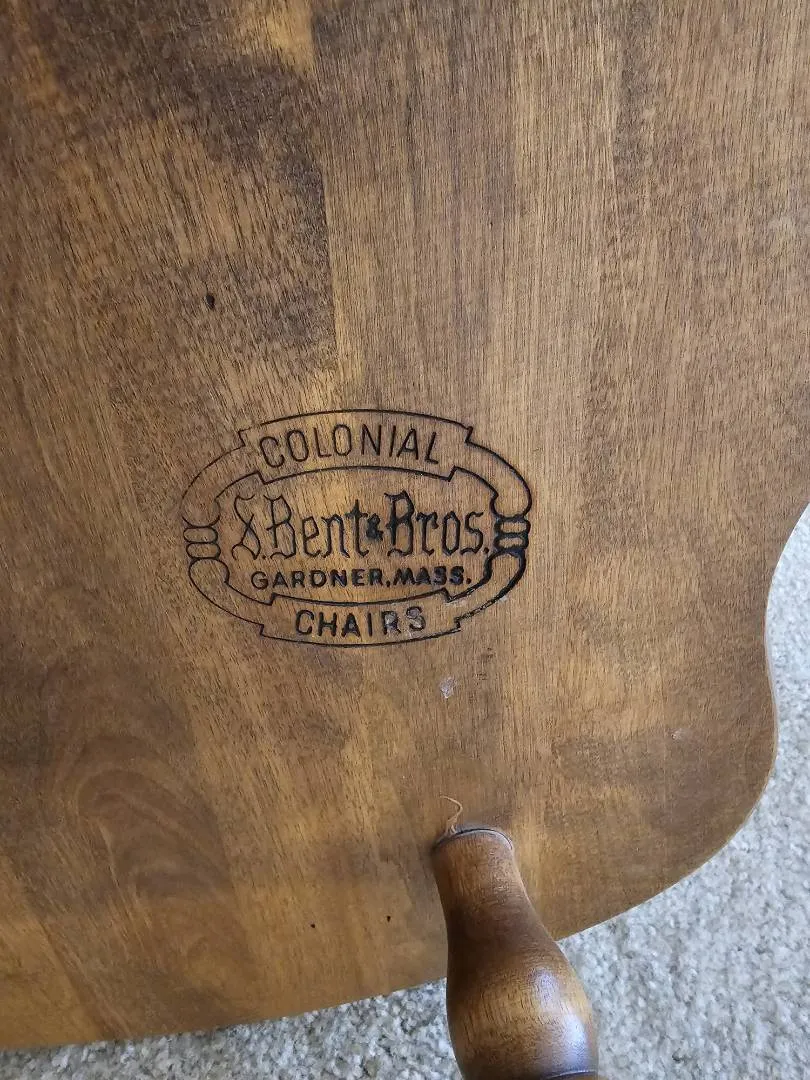 COLONIAL
S. Bent & Bros.
GARDNER, MASS.
CHAIRS